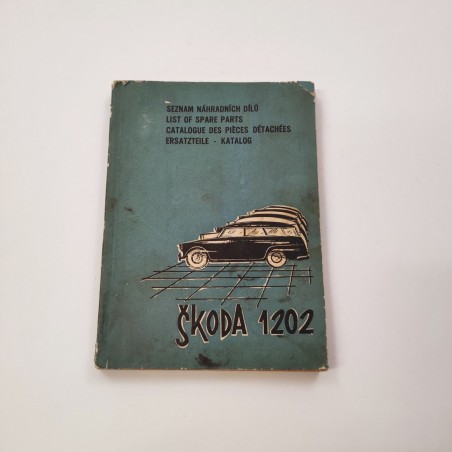 SEZNAM NÁHRADNÍCH DÍLŮ
LIST OF SPARE PARTS
CATALOGUE DES PIÈCES DÉTACHÉES
ERSATZTEILE - KATALOG
ŠKODA 1202